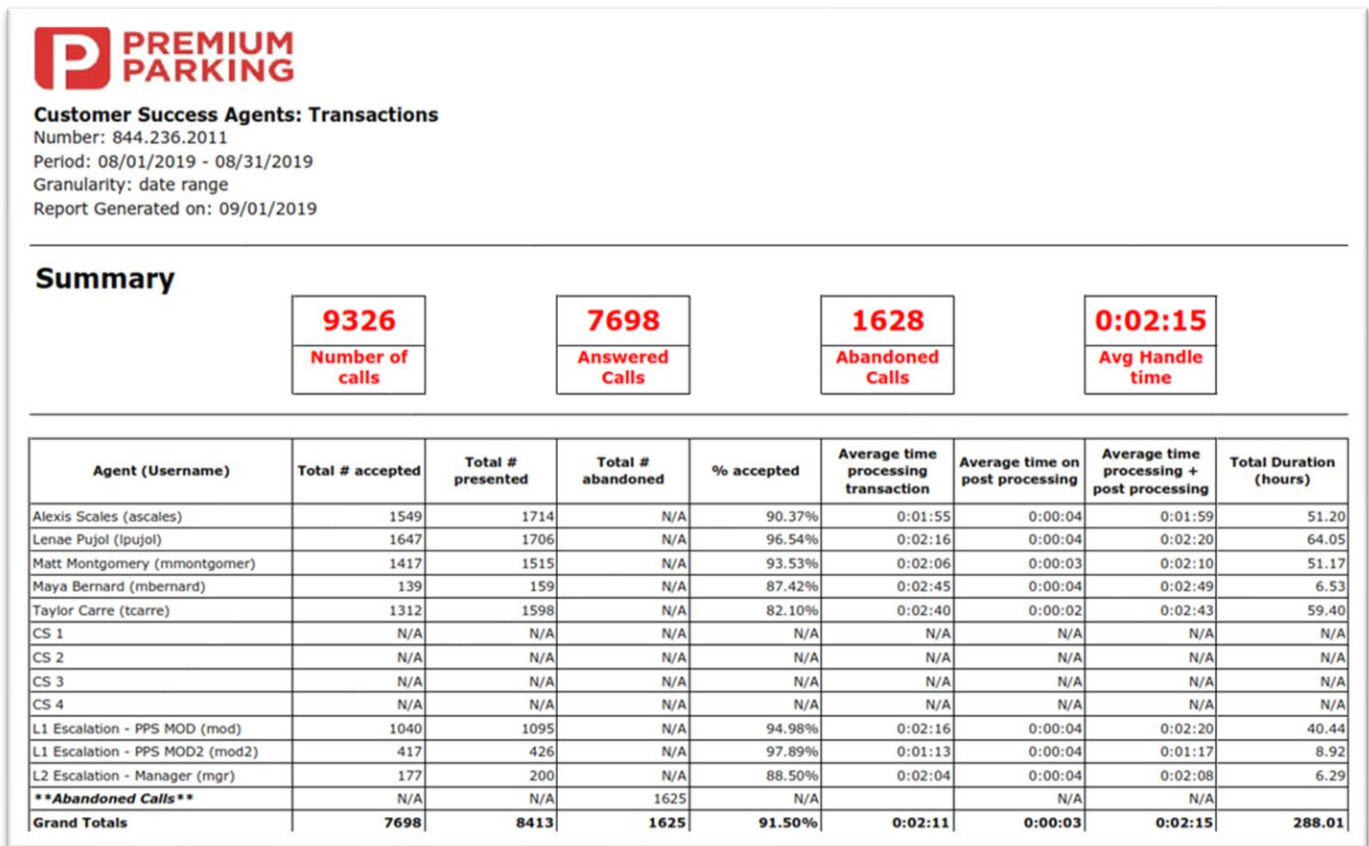 P PREMIUM
PARKING
Customer Success Agents: Transactions
Number: 844.236.2011
Period: 08/01/2019 - 08/31/2019
Granularity: date range
Report Generated on: 09/01/2019
Summary
9326 7698 1628 0:02:15
Number of calls Answered Calls Abandoned Calls Avg Handle time
Agent (Username) Total # accepted Total # presented Total # abandoned % accepted Average time processing transaction Average time on post processing Average time processing + post processing Total Duration (hours)
Alexis Scales (ascales) 1549 1714 N/A 90.37% 0:01:55 0:00:04 0:01:59 51.20
Lenae Pujol (lpujol) 1647 1706 N/A 96.54% 0:02:16 0:00:04 0:02:20 64.05
Matt Montgomery (mmontgomer) 1417 1515 N/A 93.53% 0:02:06 0:00:03 0:02:10 51.17
Maya Bernard (mbernard) 139 159 N/A 87.42% 0:02:45 0:00:04 0:02:49 6.53
Taylor Carre (tcarre) 1312 1598 N/A 82.10% 0:02:40 0:00:02 0:02:43 59.40
CS 1 N/A N/A N/A N/A N/A N/A N/A N/A
CS 2 N/A N/A N/A N/A N/A N/A N/A N/A
CS 3 N/A N/A N/A N/A N/A N/A N/A N/A
CS 4 N/A N/A N/A N/A N/A N/A N/A N/A
L1 Escalation - PPS MOD (mod) 1040 1095 N/A 94.98% 0:02:16 0:00:04 0:02:20 40.44
L1 Escalation - PPS MOD2 (mod2) 417 426 N/A 97.89% 0:01:13 0:00:04 0:01:17 8.92
L2 Escalation - Manager (mgr) 177 200 N/A 88.50% 0:02:04 0:00:04 0:02:08 6.29
**Abandoned Calls** N/A N/A 1625 N/A N/A N/A
Grand Totals 7698 8413 1625 91.50% 0:02:11 0:00:03 0:02:15 288.01